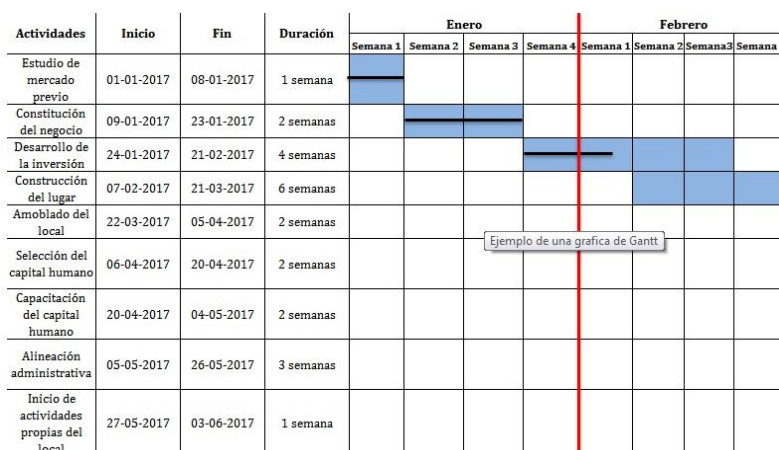 Actividades Inicio Fin Duración Enero Febrero
Semana 1 Semana 2 Semana 3 Semana 4 Semana 1 Semana 2 Semana3 Semana
Estudio de
mercado
previo
01-01-2017 08-01-2017 1 semana
Constitución
del negocio
09-01-2017 23-01-2017 2 semanas
Desarrollo de
la inversión
24-01-2017 21-02-2017 4 semanas
Construcción
del lugar
07-02-2017 21-03-2017 6 semanas
Amoblado del
local
22-03-2017 05-04-2017 2 semanas
Ejemplo de una grafica de Gantt
Selección del
capital humano
06-04-2017 20-04-2017 2 semanas
Capacitación
del capital
humano
20-04-2017 04-05-2017 2 semanas
Alineación
administrativa
05-05-2017 26-05-2017 3 semanas
Inicio de
actividades
propias del
local
27-05-2017 03-06-2017 1 semana